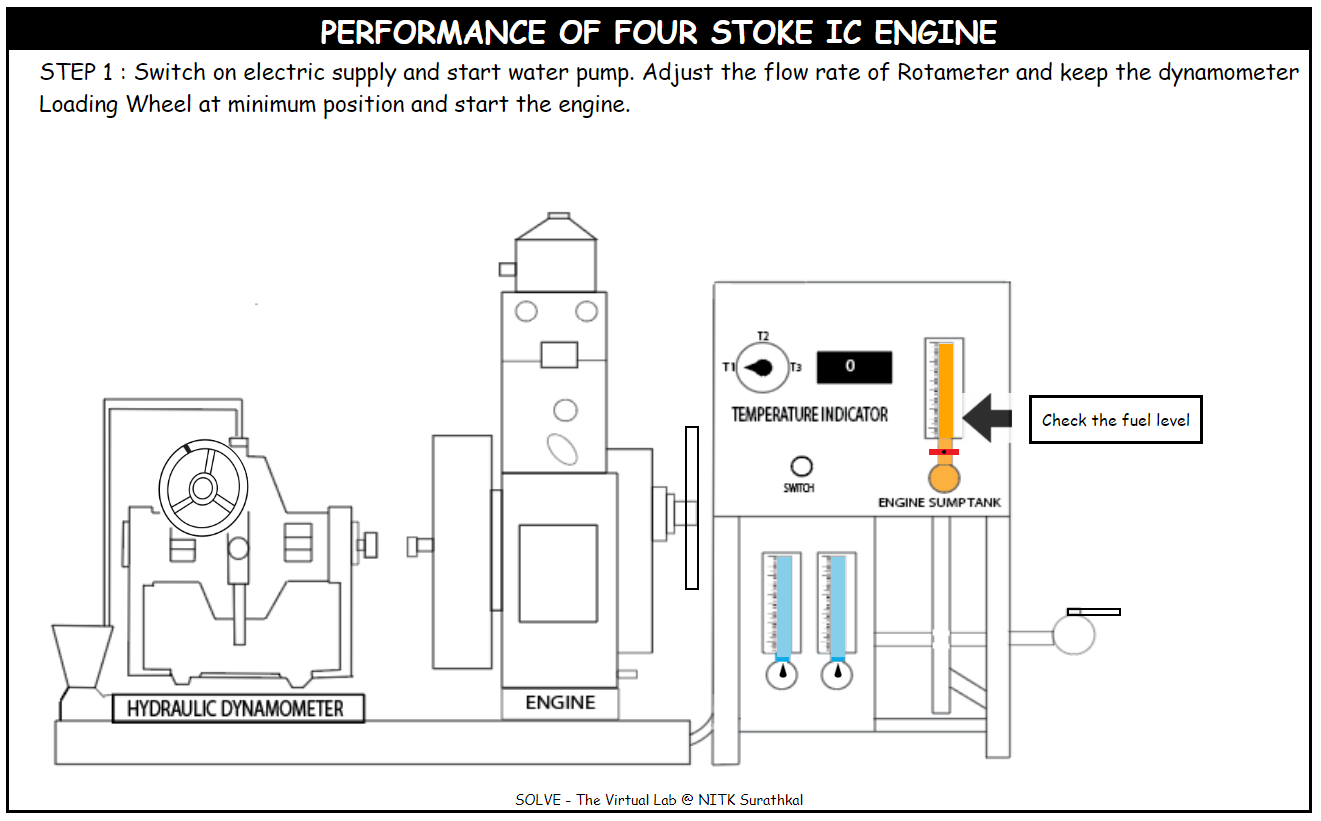 PERFORMANCE OF FOUR STOKE IC ENGINE
STEP 1 : Switch on electric supply and start water pump. Adjust the flow rate of Rotameter and keep the dynamometer
Loading Wheel at minimum position and start the engine.
T2
T1
T3
0
TEMPERATURE INDICATOR
Check the fuel level
SWITCH
ENGINE SUMPTANK
HYDRAULIC DYNAMOMETER
ENGINE
SOLVE - The Virtual Lab @ NITK Surathkal